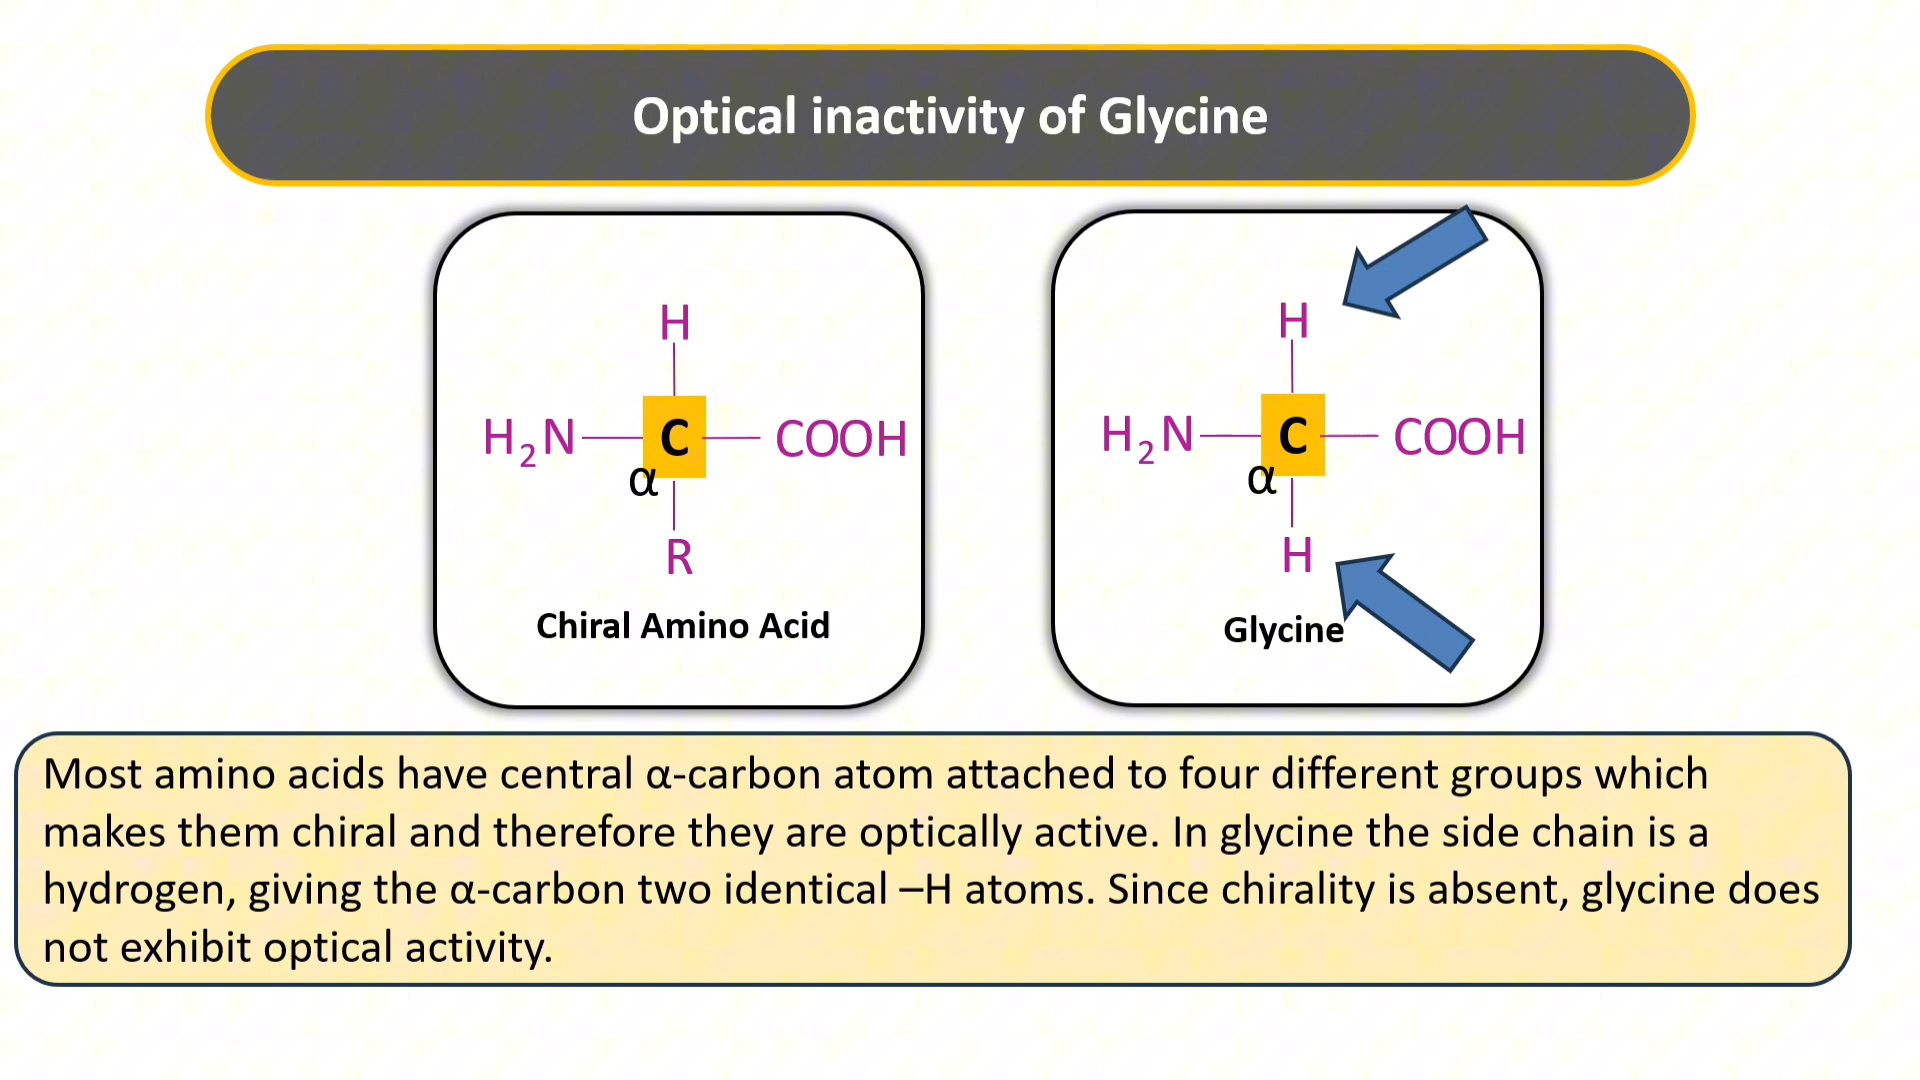 Optical inactivity of Glycine
H
H2N C COOH
α
R
Chiral Amino Acid
H
H2N C COOH
α
H
Glycine
Most amino acids have central α-carbon atom attached to four different groups which
makes them chiral and therefore they are optically active. In glycine the side chain is a
hydrogen, giving the α-carbon two identical –H atoms. Since chirality is absent, glycine does
not exhibit optical activity.